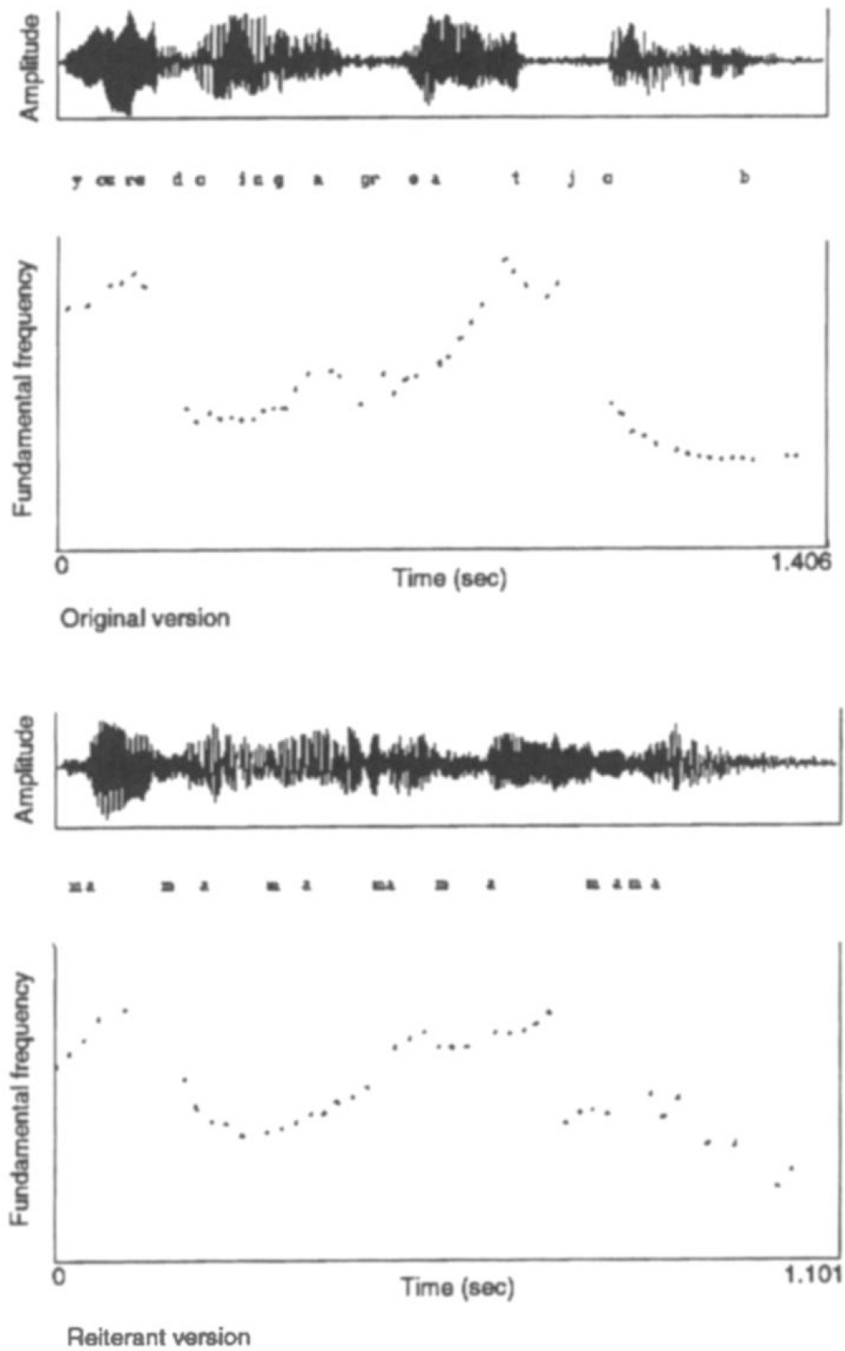 Amplitude
y ou re d o i n g a gr e a t j o b
Fundamental frequency
0 1.406
Time (sec)
Original version
Amplitude
ma m a m a ma m a m a m a
Fundamental frequency
0 1.101
Time (sec)
Reiterant version